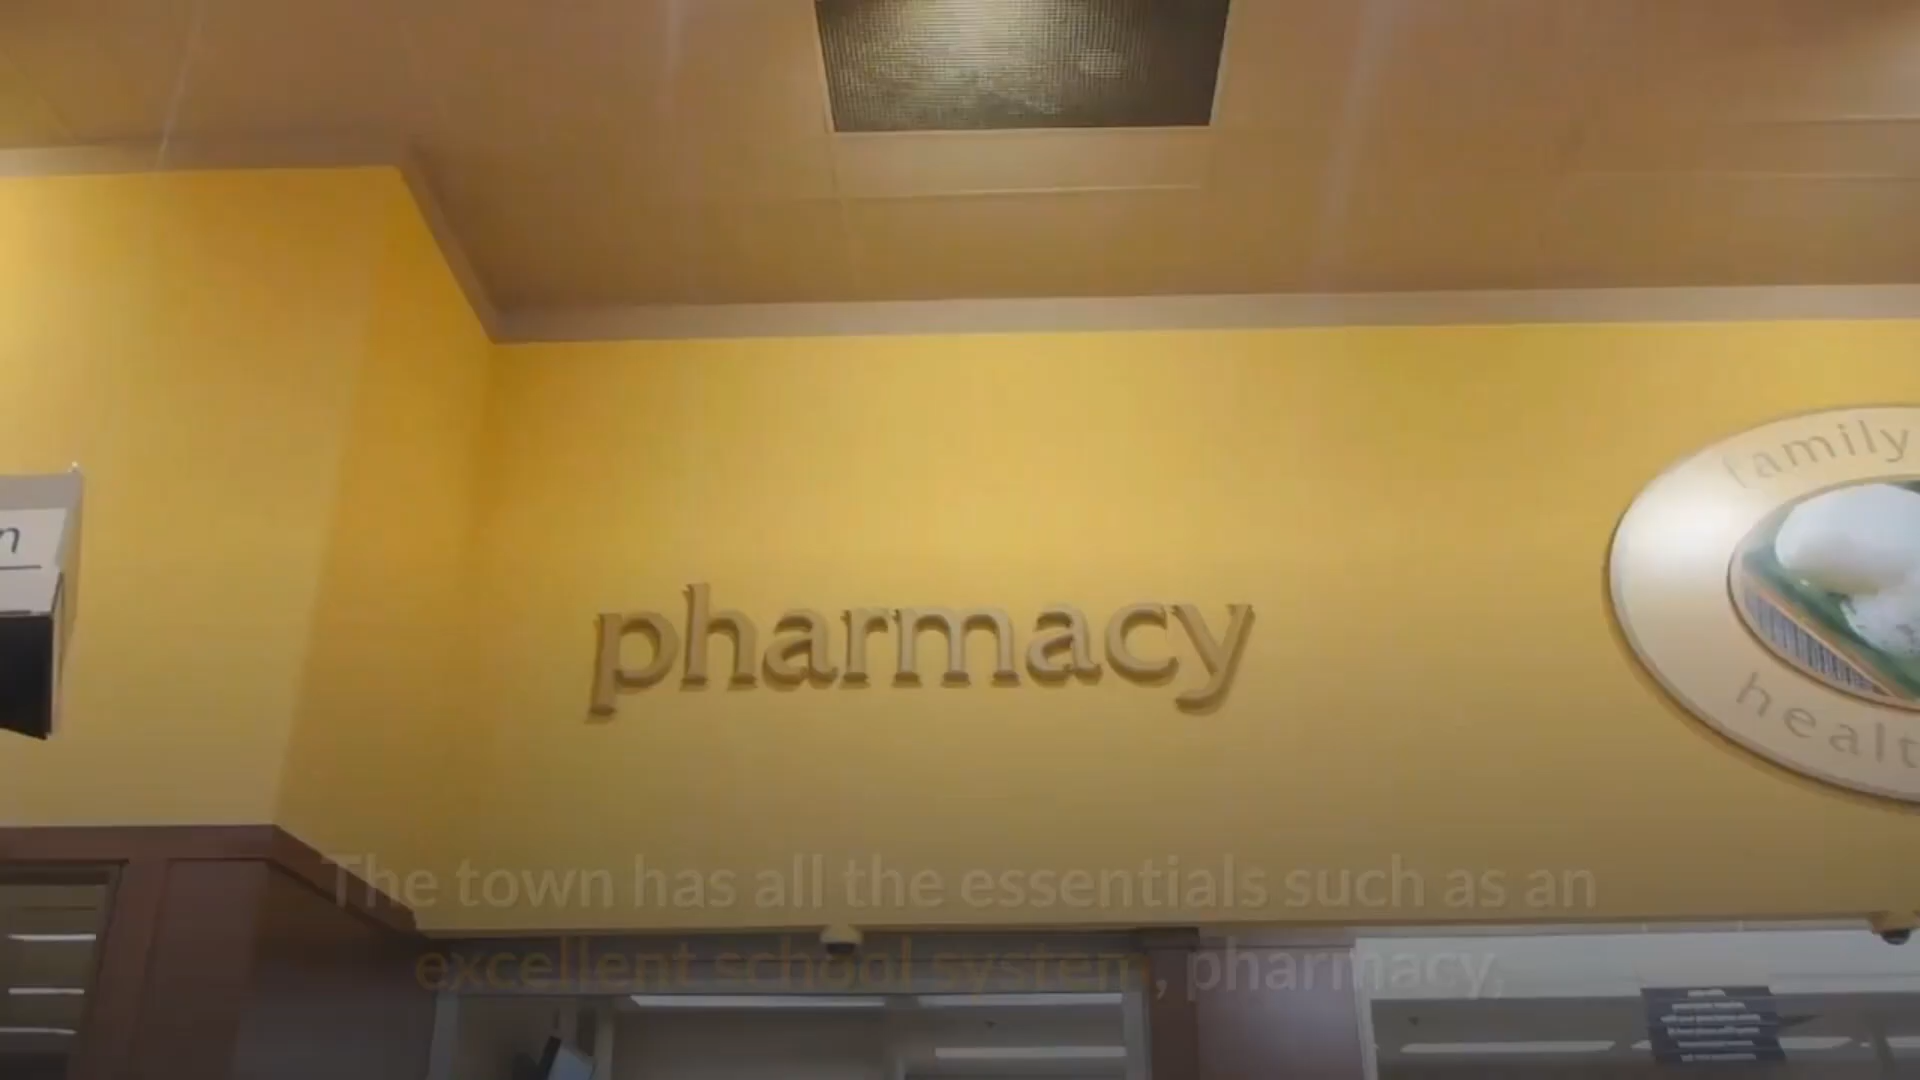 n
pharmacy
family
healt
The town has all the essentials such as an
excellent school system, pharmacy,